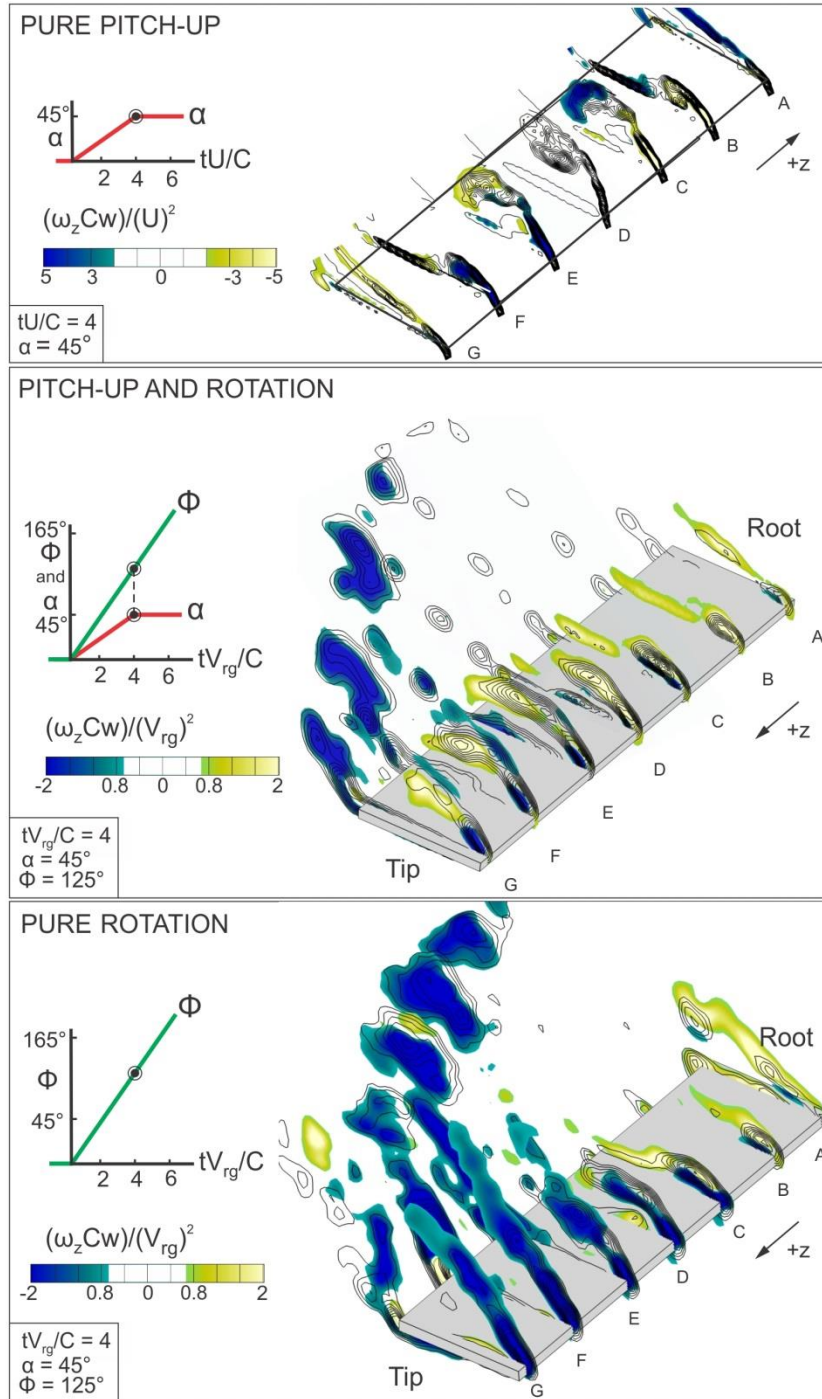 PURE PITCH-UP
45°
α
α
tU/C
2 4 6
(ω_zCw)/(U)²
5 3 0 -3 -5
tU/C = 4
α = 45°
A
B
C
D
E
F
G
+z
PITCH-UP AND ROTATION
Φ
165°
Φ
and
α
45°
α
2 4 6
tV_rg/C
(ω_zCw)/(V_rg)²
-2 0.8 0 0.8 2
tV_rg/C = 4
α = 45°
Φ = 125°
Root
A
B
C
D
E
F
G
+z
Tip
PURE ROTATION
Φ
165°
Φ
45°
2 4 6
tV_rg/C
(ω_zCw)/(V_rg)²
-2 0.8 0 0.8 2
tV_rg/C = 4
α = 45°
Φ = 125°
Root
A
B
C
D
E
F
G
+z
Tip